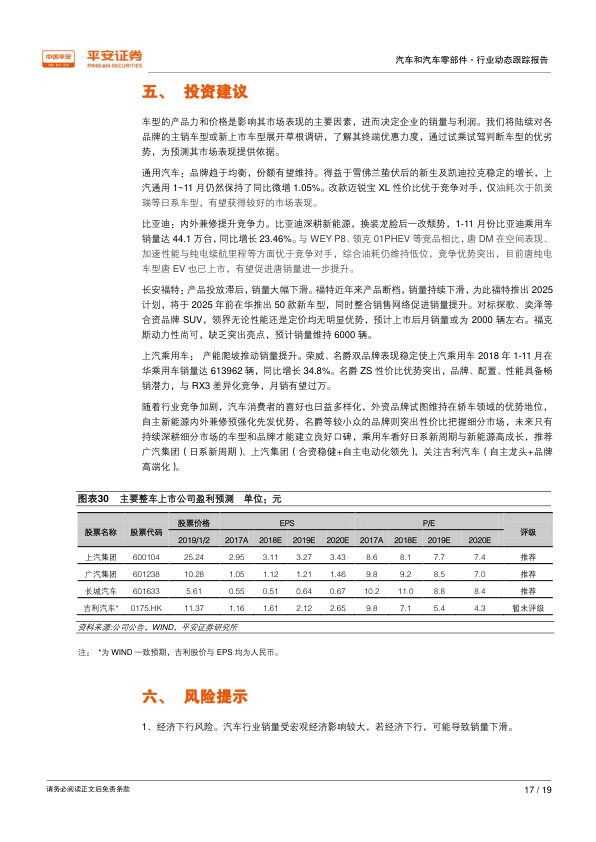 中国平安 平安证券
PINGAN SECURITIES
汽车和汽车零部件·行业动态跟踪报告
五、 投资建议
车型的产品力和价格是影响其市场表现的主要因素，进而决定企业的销量与利润。我们将陆续对各
品牌的主销车型或新上市车型展开草根调研，了解其终端优惠力度，通过试乘试驾判断车型的优劣
势，为预测其市场表现提供依据。
通用汽车：品牌趋于均衡，份额有望维持。得益于雪佛兰蛰伏后的新生及凯迪拉克稳定的增长，上
汽通用 1~11 月仍然保持了同比微增 1.05%。改款迈锐宝 XL 性价比优于竞争对手，仅油耗次于凯美
瑞等日系车型，有望获得较好的市场表现。
比亚迪：内外兼修提升竞争力。比亚迪深耕新能源，换装龙脸后一改颓势，1-11 月份比亚迪乘用车
销量达 44.1 万台，同比增长 23.46%。与 WEY P8、领克 01PHEV 等竞品相比，唐 DM 在空间表现、
加速性能与纯电续航里程等方面优于竞争对手，综合油耗仍维持低位，竞争优势突出，目前唐纯电
车型唐 EV 也已上市，有望促进唐销量进一步提升。
长安福特：产品投放滞后，销量大幅下滑。福特近年来产品断档，销量持续下滑，为此福特推出 2025
计划，将于 2025 年前在华推出 50 款新车型，同时整合销售网络促进销量提升。对标探歌、奕泽等
合资品牌 SUV，领界无论性能还是定价均无明显优势，预计上市后月销量或为 2000 辆左右。福克
斯动力性尚可，缺乏突出亮点，预计销量维持 6000 辆。
上汽乘用车： 产能爬坡推动销量提升。荣威、名爵双品牌表现稳定使上汽乘用车 2018 年 1-11 月在
华乘用车销量达 613962 辆，同比增长 34.8%。名爵 ZS 性价比优势突出，品牌、配置、性能具备畅
销潜力，与 RX3 差异化竞争，月销有望过万。
随着行业竞争加剧，汽车消费者的喜好也日益多样化，外资品牌试图维持在轿车领域的优势地位，
自主新能源内外兼修预强化先发优势，名爵等较小众的品牌则突出性价比把握细分市场，未来只有
持续深耕细分市场的车型和品牌才能建立良好口碑，乘用车看好日系新周期与新能源高成长，推荐
广汽集团（日系新周期）、上汽集团（合资稳健+自主电动化领先），关注吉利汽车（自主龙头+品牌
高端化）。
图表30 主要整车上市公司盈利预测 单位：元
股票名称 股票代码 股票价格 EPS P/E 评级
2019/1/2 2017A 2018E 2019E 2020E 2017A 2018E 2019E 2020E
上汽集团 600104 25.24 2.95 3.11 3.27 3.43 8.6 8.1 7.7 7.4 推荐
广汽集团 601238 10.28 1.05 1.12 1.21 1.46 9.8 9.2 8.5 7.0 推荐
长城汽车 601633 5.61 0.55 0.51 0.64 0.67 10.2 11.0 8.8 8.4 推荐
吉利汽车* 0175.HK 11.37 1.16 1.61 2.12 2.65 9.8 7.1 5.4 4.3 暂未评级
资料来源:公司公告，WIND，平安证券研究所
注： *为 WIND 一致预期，吉利股价与 EPS 均为人民币。
六、 风险提示
1、经济下行风险。汽车行业销量受宏观经济影响较大，若经济下行，可能导致销量下滑。
请务必阅读正文后免责条款
17 / 19